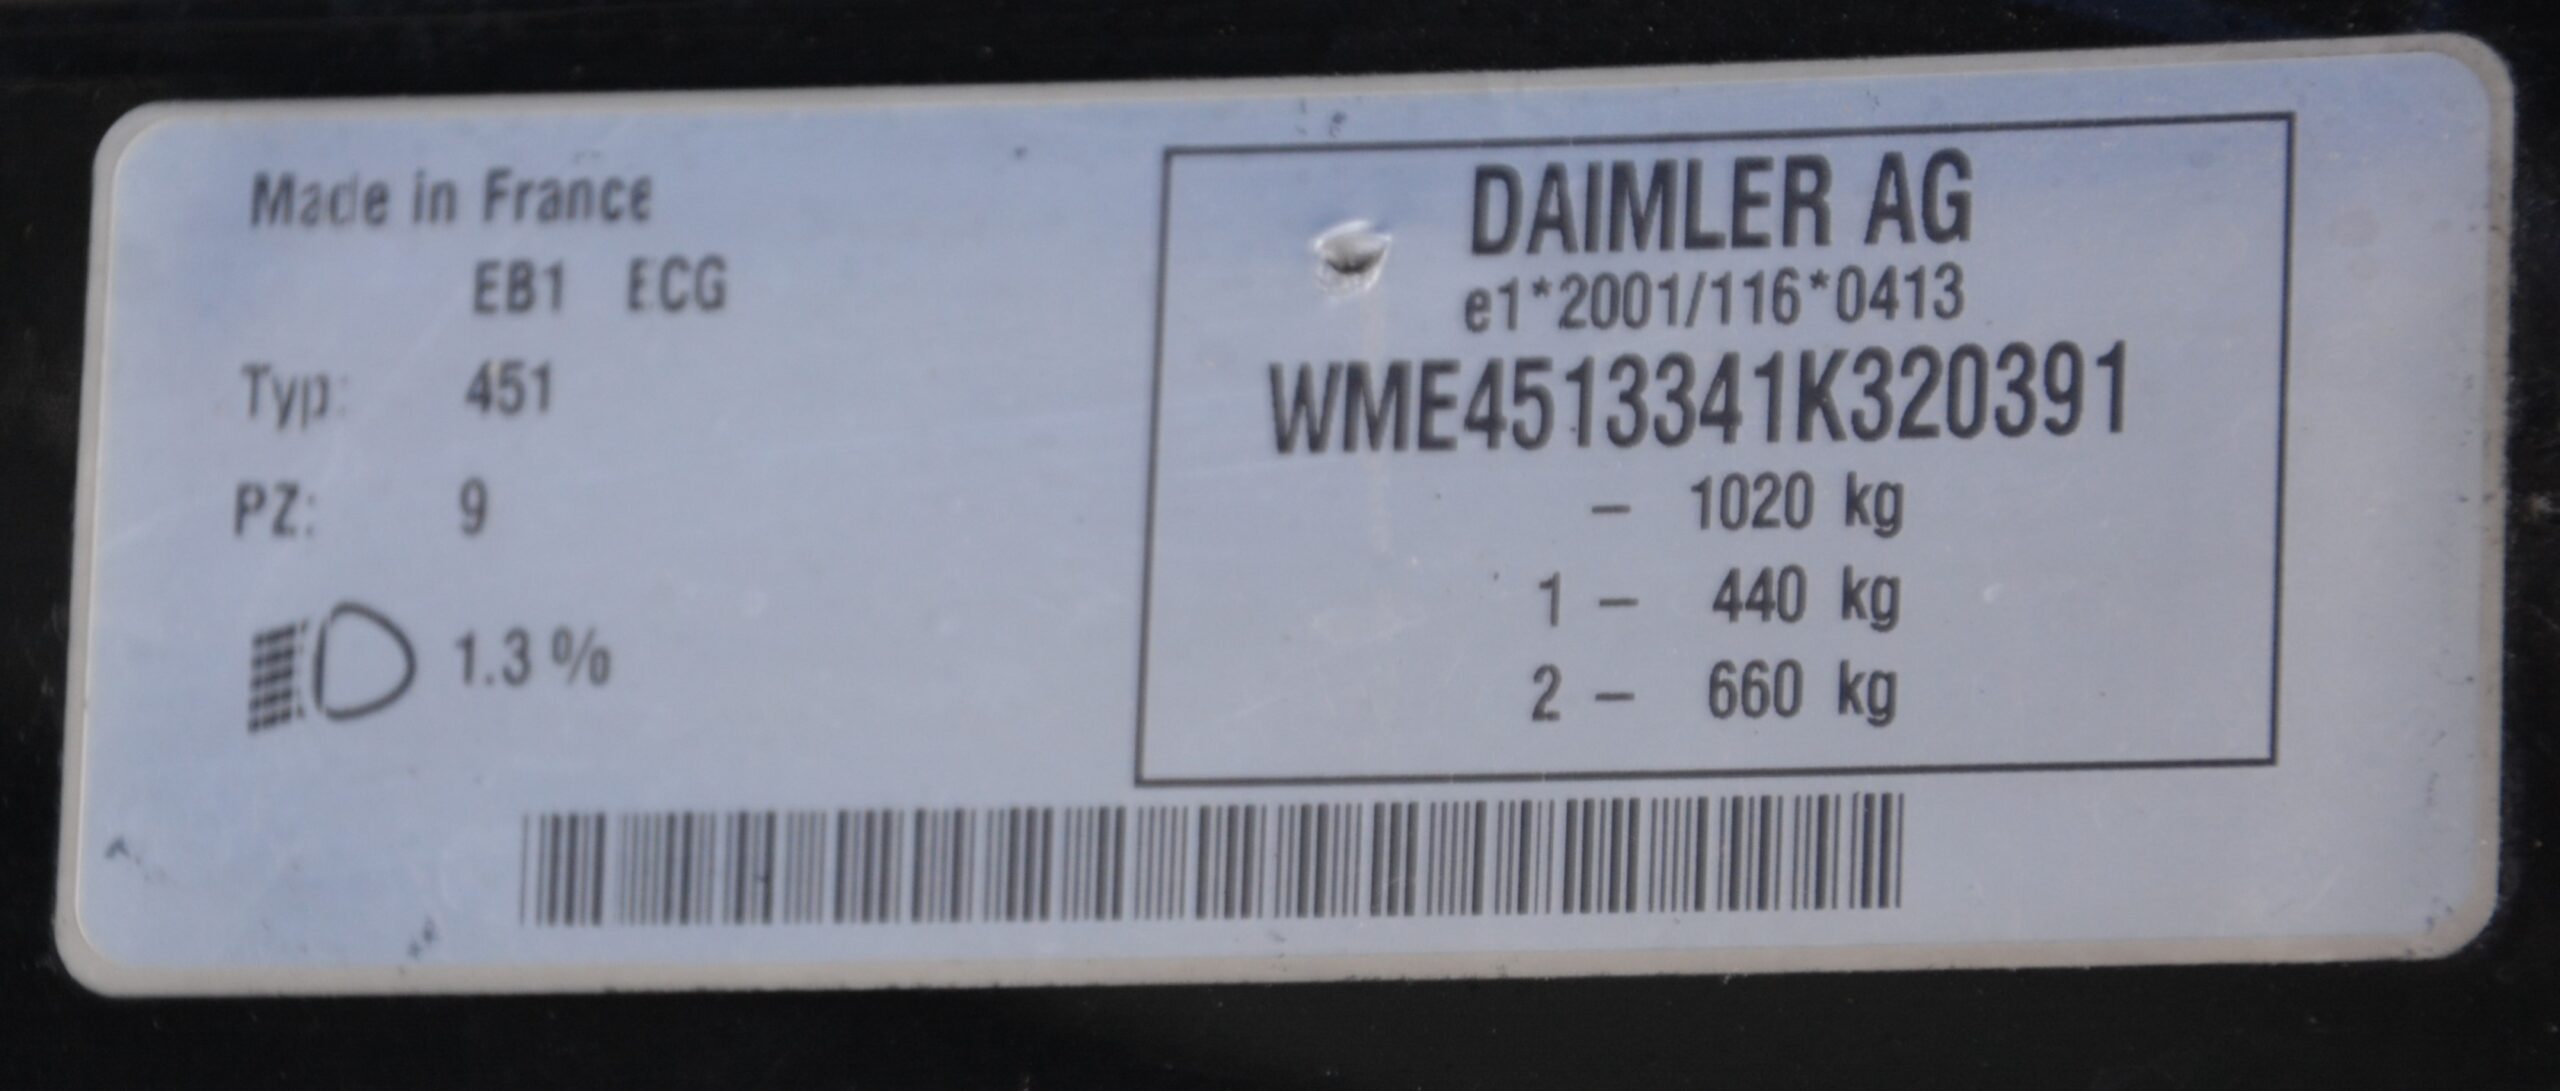 Made in France
EB1 ECG
Typ: 451
PZ: 9
1.3 %
DAIMLER AG
e1*2001/116*0413
WME4513341K320391
– 1020 kg
1 – 440 kg
2 – 660 kg